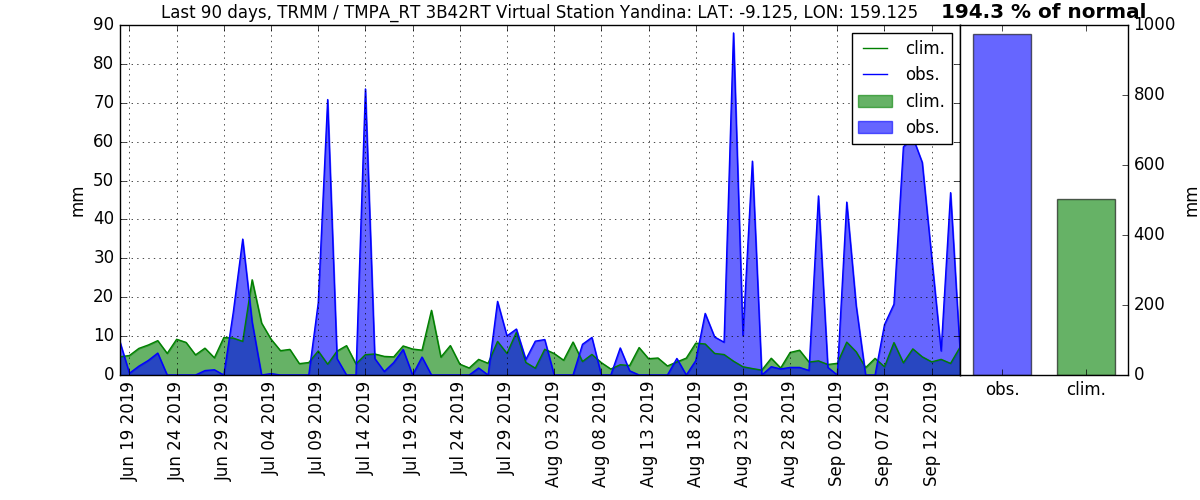 Last 90 days, TRMM / TMPA_RT 3B42RT Virtual Station Yandina: LAT: -9.125, LON: 159.125
194.3 % of normal
90
80
70
60
50
40
30
20
10
0
mm
clim.
obs.
clim.
obs.
1000
800
600
400
200
0
mm
Jun 19 2019
Jun 24 2019
Jun 29 2019
Jul 04 2019
Jul 09 2019
Jul 14 2019
Jul 19 2019
Jul 24 2019
Jul 29 2019
Aug 03 2019
Aug 08 2019
Aug 13 2019
Aug 18 2019
Aug 23 2019
Aug 28 2019
Sep 02 2019
Sep 07 2019
Sep 12 2019
obs.
clim.